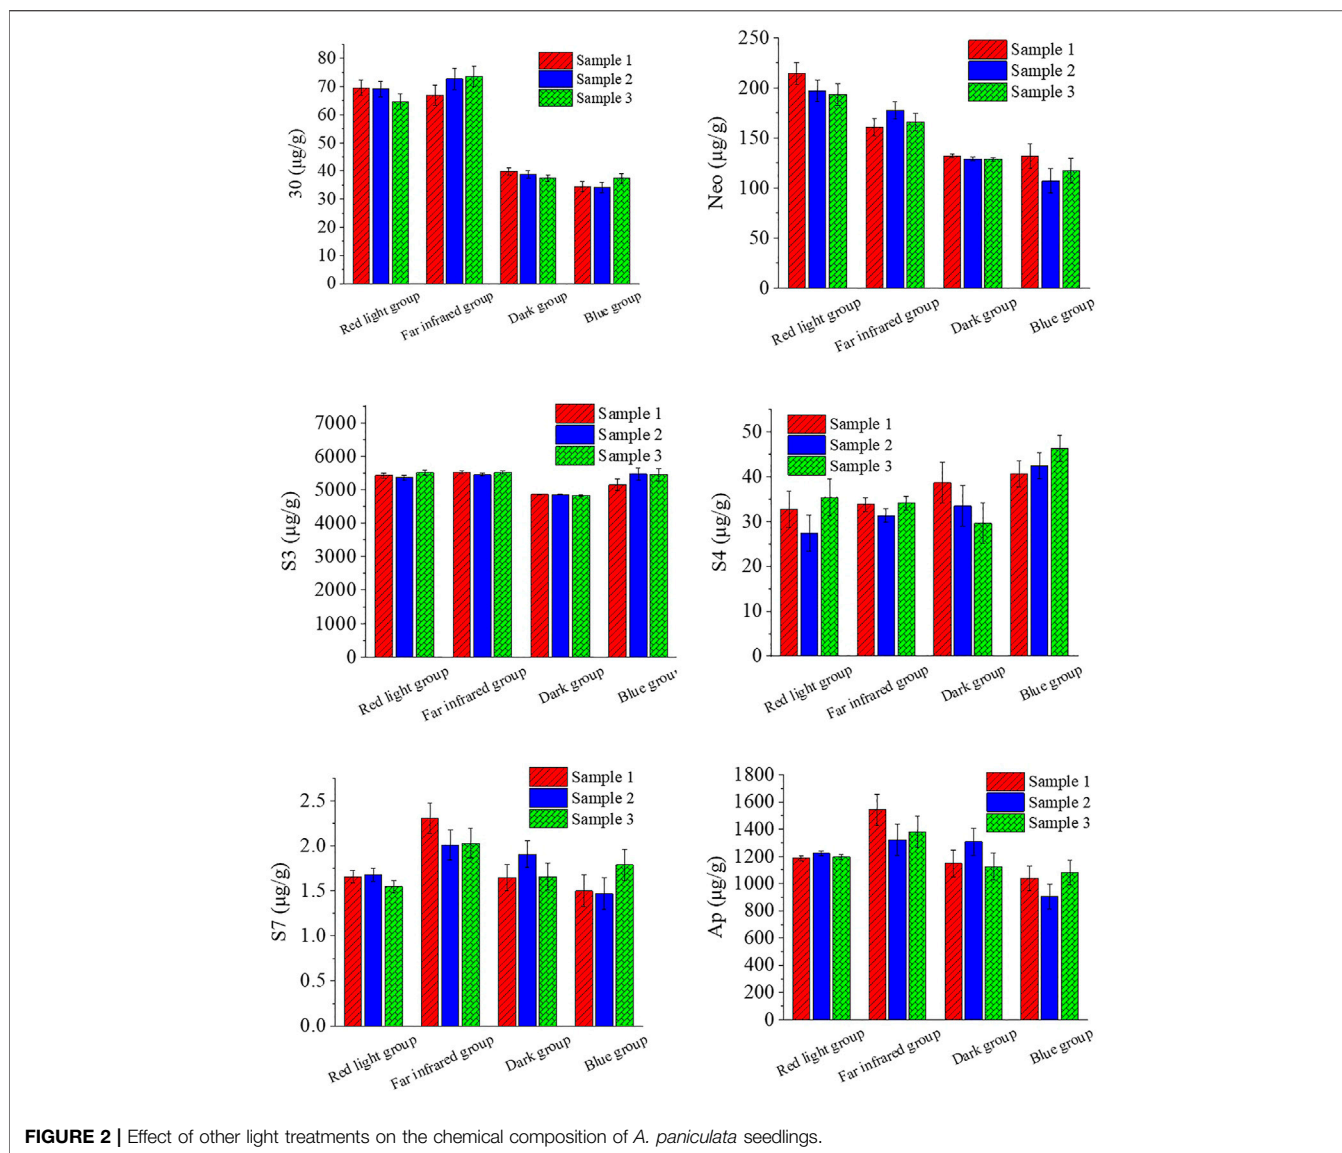 80
70
60
50
40
30
20
10
0
30 (µg/g)
Sample 1
Sample 2
Sample 3
Red light group
Far infrared group
Dark group
Blue group
250
200
150
100
50
0
Neo (µg/g)
Sample 1
Sample 2
Sample 3
Red light group
Far infrared group
Dark group
Blue group
7000
6000
5000
4000
3000
2000
1000
0
S3 (µg/g)
Sample 1
Sample 2
Sample 3
Red light group
Far infrared group
Dark group
Blue group
50
40
30
20
10
0
S4 (µg/g)
Sample 1
Sample 2
Sample 3
Red light group
Far infrared group
Dark group
Blue group
2.5
2.0
1.5
1.0
0.5
0.0
S7 (µg/g)
Sample 1
Sample 2
Sample 3
Red light group
Far infrared group
Dark group
Blue group
1800
1600
1400
1200
1000
800
600
400
200
0
Ap (µg/g)
Sample 1
Sample 2
Sample 3
Red light group
Far infrared group
Dark group
Blue group
FIGURE 2 | Effect of other light treatments on the chemical composition of A. paniculata seedlings.